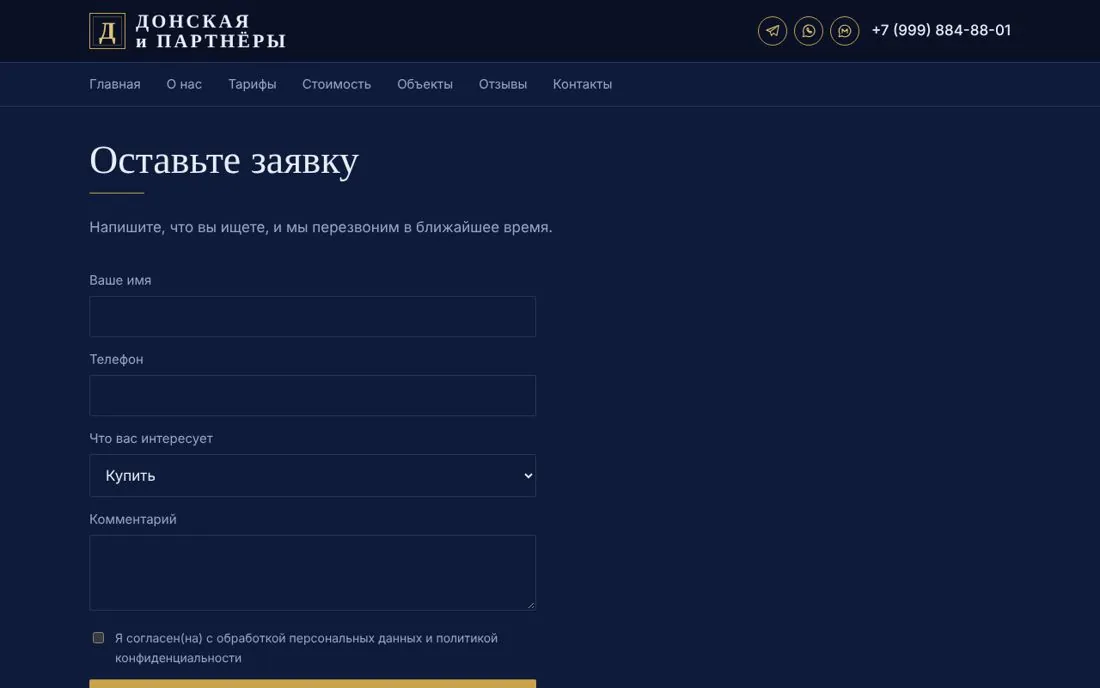 Д
ДОНСКАЯ
и ПАРТНЁРЫ
+7 (999) 884-88-01
Главная О нас Тарифы Стоимость Объекты Отзывы Контакты
Оставьте заявку
Напишите, что вы ищете, и мы перезвоним в ближайшее время.
Ваше имя
Телефон
Что вас интересует
Купить
Комментарий
Я согласен(на) с обработкой персональных данных и политикой
конфиденциальности